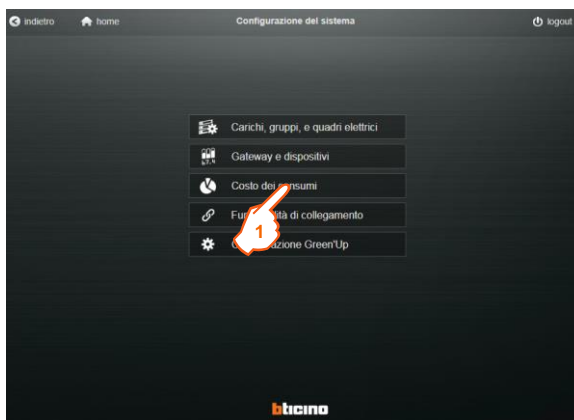 indietro home Configurazione del sistema logout
Carichi, gruppi, e quadri elettrici
Gateway e dispositivi
Costo dei consumi
di collegamento
1
Green'Up
bticino